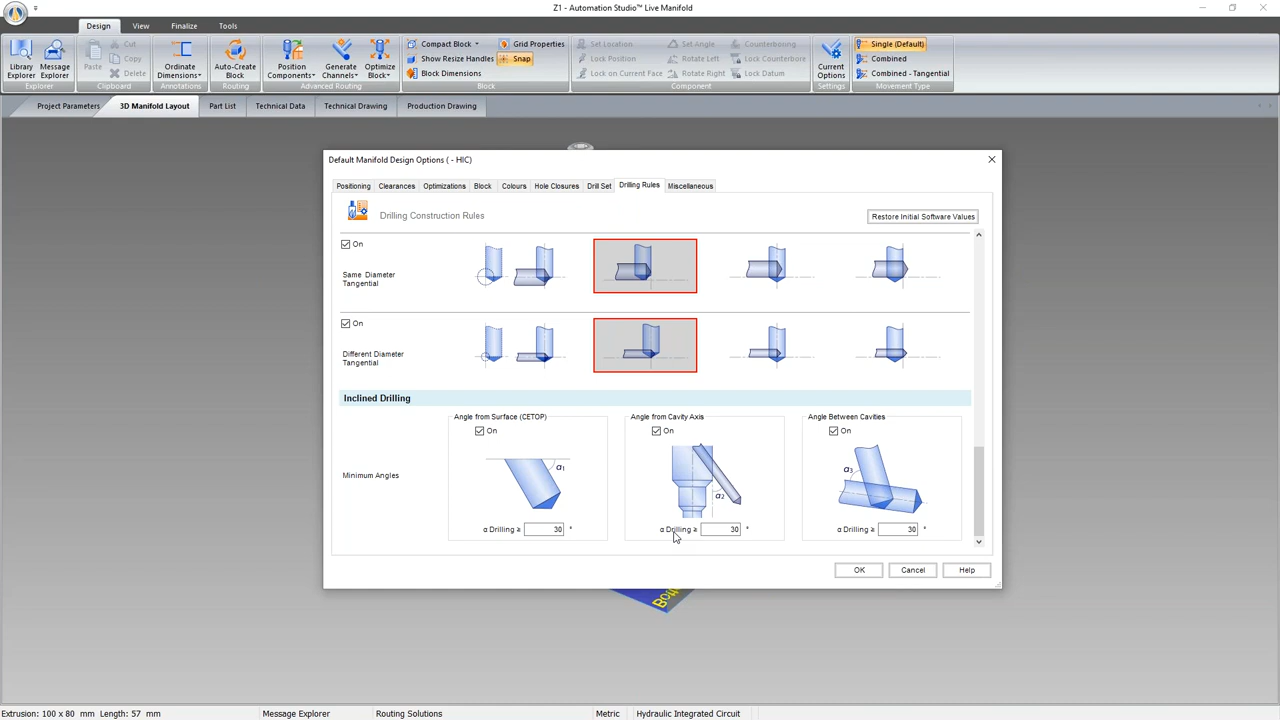 Z1 - Automation Studio™ Live Manifold
Design View Finalize Tools
Library Explorer
Message Explorer
Explorer
Paste
Cut
Copy
Delete
Clipboard
Ordinate Dimensions
Annotations
Auto-Create Block
Routing
Position Components
Generate Channels
Optimize Block
Advanced Routing
Compact Block
Show Resize Handles
Block Dimensions
Grid Properties
Snap
Block
Set Location
Lock Position
Lock on Current Face
Set Angle
Rotate Left
Rotate Right
Counterboring
Lock Counterbore
Lock Datum
Component
Current Options
Settings
Single (Default)
Combined
Combined - Tangential
Movement Type
Project Parameters 3D Manifold Layout Part List Technical Data Technical Drawing Production Drawing
Default Manifold Design Options ( - HIC)
Positioning Clearances Optimizations Block Colours Hole Closures Drill Set Drilling Rules Miscellaneous
Drilling Construction Rules
Restore Initial Software Values
On
Same Diameter
Tangential
On
Different Diameter
Tangential
Inclined Drilling
Minimum Angles
Angle from Surface (CETOP)
On
α1
α Drilling ≥ 30 °
Angle from Cavity Axis
On
α2
α Drilling ≥ 30 °
Angle Between Cavities
On
α3
α Drilling ≥ 30 °
OK Cancel Help
Extrusion: 100 x 80 mm Length: 57 mm Message Explorer Routing Solutions Metric Hydraulic Integrated Circuit